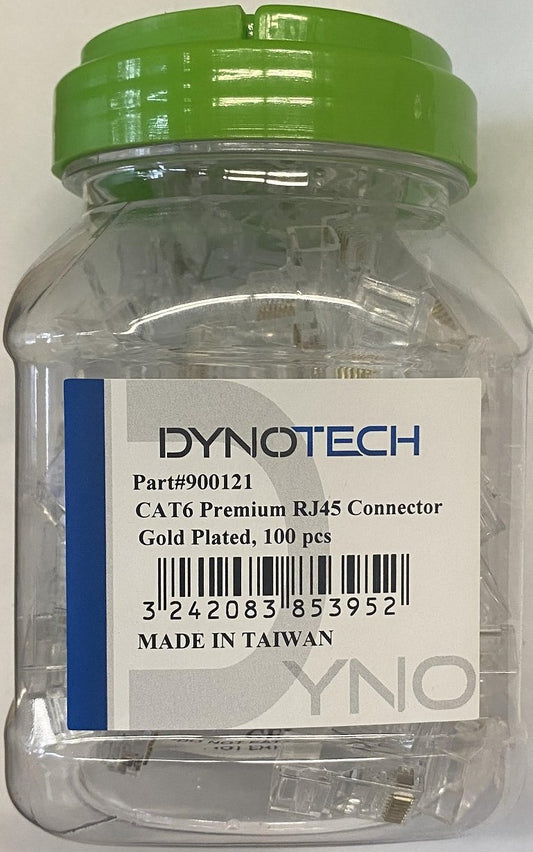 DYNOTECH
Part#900121
CAT6 Premium RJ45 Connector
Gold Plated, 100 pcs
3 242083 853952
MADE IN TAIWAN
YNO